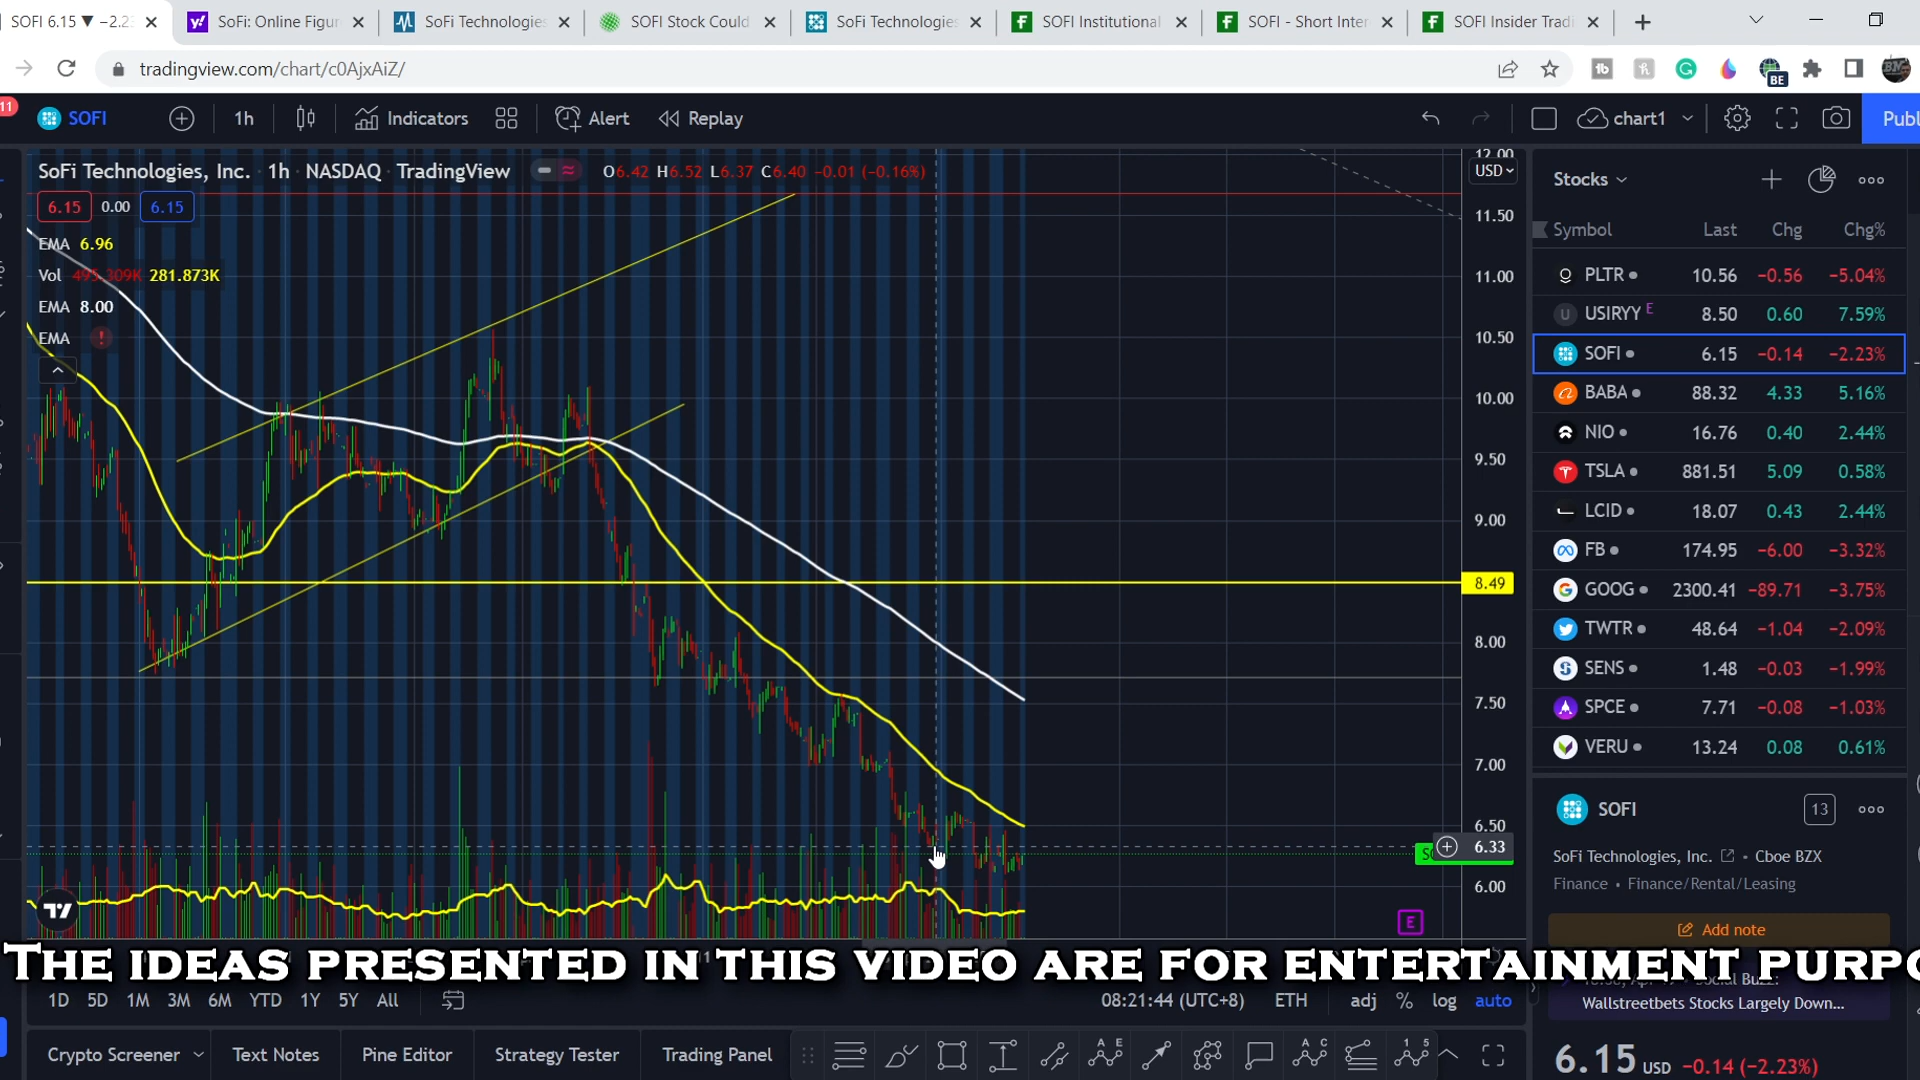 SOFI 6.15 ▼ −2.23
SoFi: Online Figur
SoFi Technologies
SOFI Stock Could
SoFi Technologies
SOFI Institutional
SOFI - Short Inter
SOFI Insider Tradi
tradingview.com/chart/c0AjxAiZ/
BE
11
SOFI
1h
Indicators
Alert
Replay
chart1
Publ
SoFi Technologies, Inc. · 1h · NASDAQ · TradingView
O6.42 H6.52 L6.37 C6.40 −0.01 (−0.16%)
6.15 0.00 6.15
EMA 6.96
Vol 495.309K 281.873K
EMA 8.00
EMA !
12.00
USD
11.50
11.00
10.50
10.00
9.50
9.00
8.49
8.00
7.50
7.00
6.50
6.33
6.00
E
Stocks
Symbol Last Chg Chg%
PLTR 10.56 −0.56 −5.04%
USIRYY E 8.50 0.60 7.59%
SOFI 6.15 −0.14 −2.23%
BABA 88.32 4.33 5.16%
NIO 16.76 0.40 2.44%
TSLA 881.51 5.09 0.58%
LCID 18.07 0.43 2.44%
FB 174.95 −6.00 −3.32%
GOOG 2300.41 −89.71 −3.75%
TWTR 48.64 −1.04 −2.09%
SENS 1.48 −0.03 −1.99%
SPCE 7.71 −0.08 −1.03%
VERU 13.24 0.08 0.61%
SOFI
13
SoFi Technologies, Inc. • Cboe BZX
Finance • Finance/Rental/Leasing
Add note
Social Buzz:
Wallstreetbets Stocks Largely Down...
6.15 USD −0.14 (−2.23%)
THE IDEAS PRESENTED IN THIS VIDEO ARE FOR ENTERTAINMENT PURPO
1D 5D 1M 3M 6M YTD 1Y 5Y All
08:21:44 (UTC+8) ETH adj % log auto
Crypto Screener
Text Notes
Pine Editor
Strategy Tester
Trading Panel